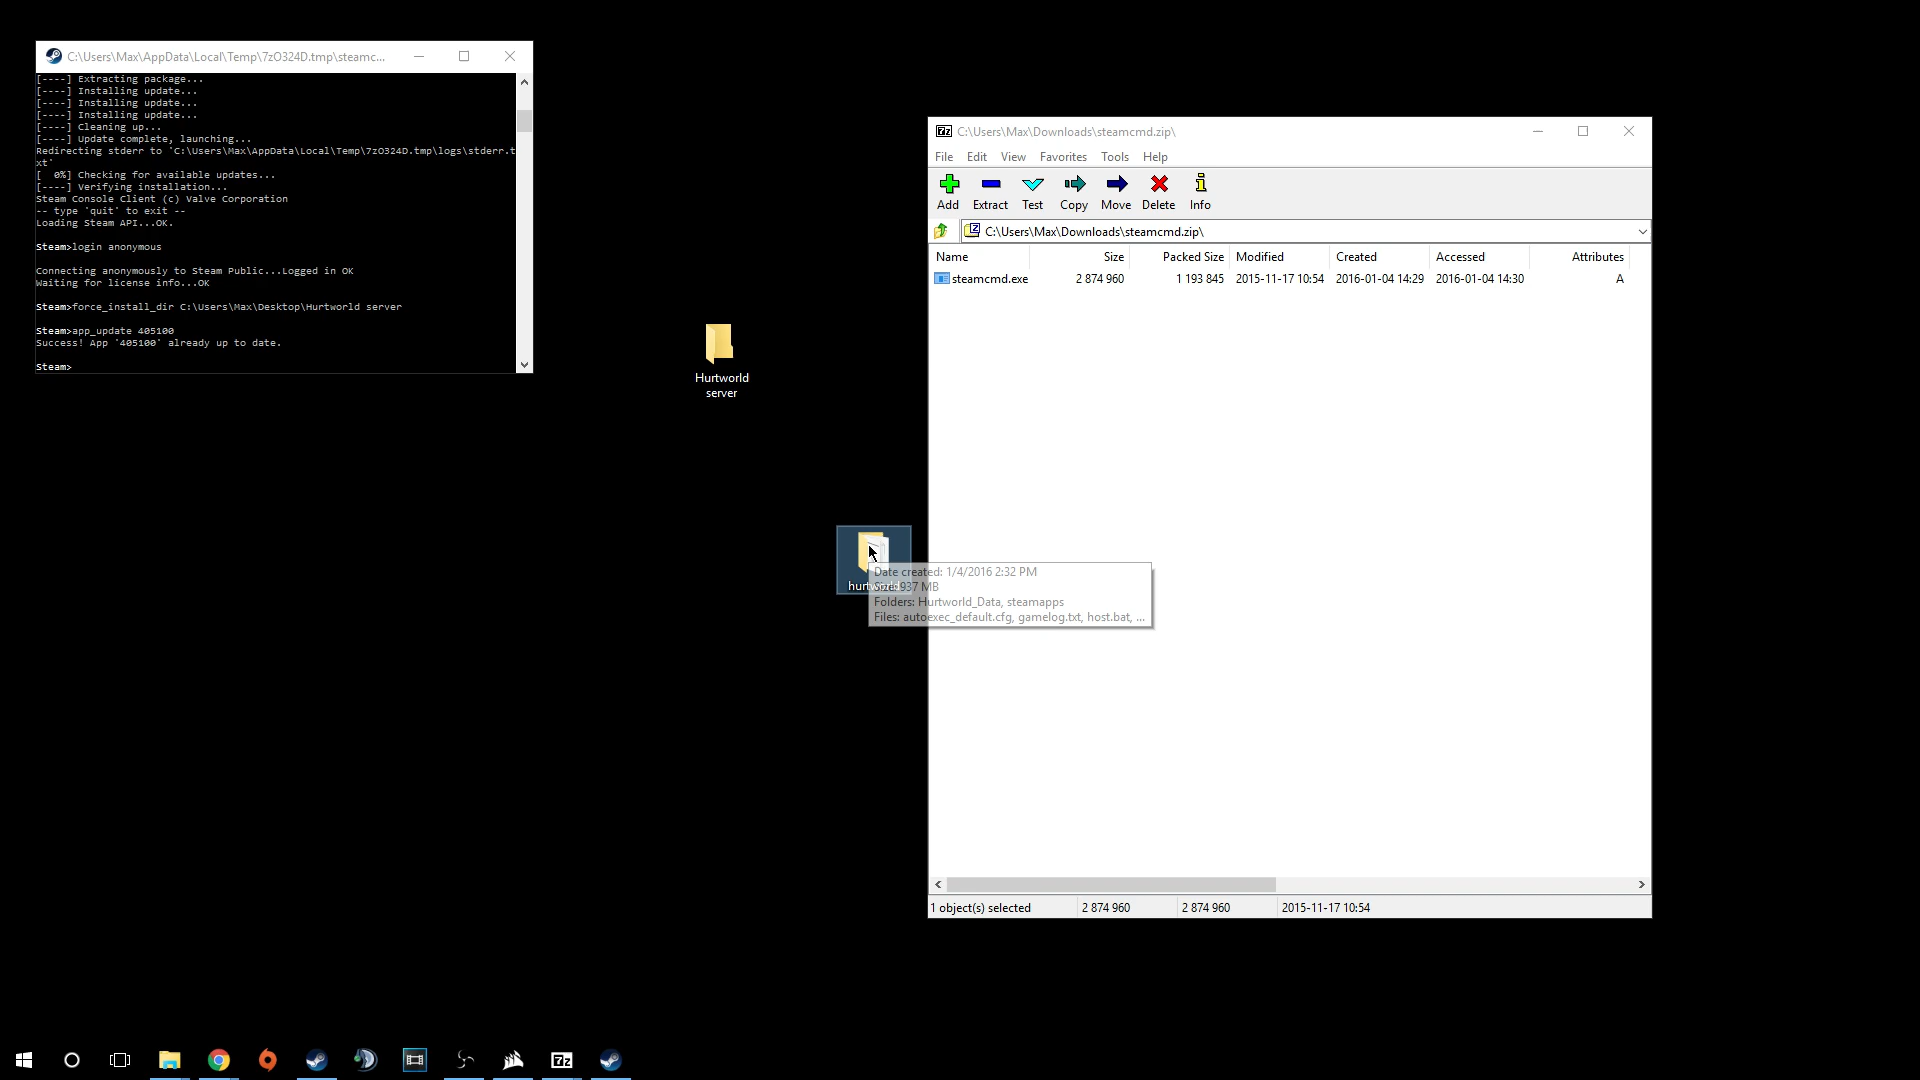 C:\Users\Max\AppData\Local\Temp\7zO324D.tmp\steamc...
[----] Extracting package...
[----] Installing update...
[----] Installing update...
[----] Installing update...
[----] Cleaning up...
[----] Update complete, launching...
Redirecting stderr to 'C:\Users\Max\AppData\Local\Temp\7zO324D.tmp\logs\stderr.t
xt'
[  0%] Checking for available updates...
[----] Verifying installation...
Steam Console Client (c) Valve Corporation
-- type 'quit' to exit --
Loading Steam API...OK.
Steam>login anonymous
Connecting anonymously to Steam Public...Logged in OK
Waiting for license info...OK
Steam>force_install_dir C:\Users\Max\Desktop\Hurtworld server
Steam>app_update 405100
Success! App '405100' already up to date.
Steam>
Hurtworld
server
Date created: 1/4/2016 2:32 PM
937 MB
Folders: Hurtworld_Data, steamapps
Files: autoexec_default.cfg, gamelog.txt, host.bat, ...
7z C:\Users\Max\Downloads\steamcmd.zip\
File Edit View Favorites Tools Help
Add Extract Test Copy Move Delete Info
C:\Users\Max\Downloads\steamcmd.zip\
Name Size Packed Size Modified Created Accessed Attributes
steamcmd.exe 2 874 960 1 193 845 2015-11-17 10:54 2016-01-04 14:29 2016-01-04 14:30 A
1 object(s) selected 2 874 960 2 874 960 2015-11-17 10:54
7z